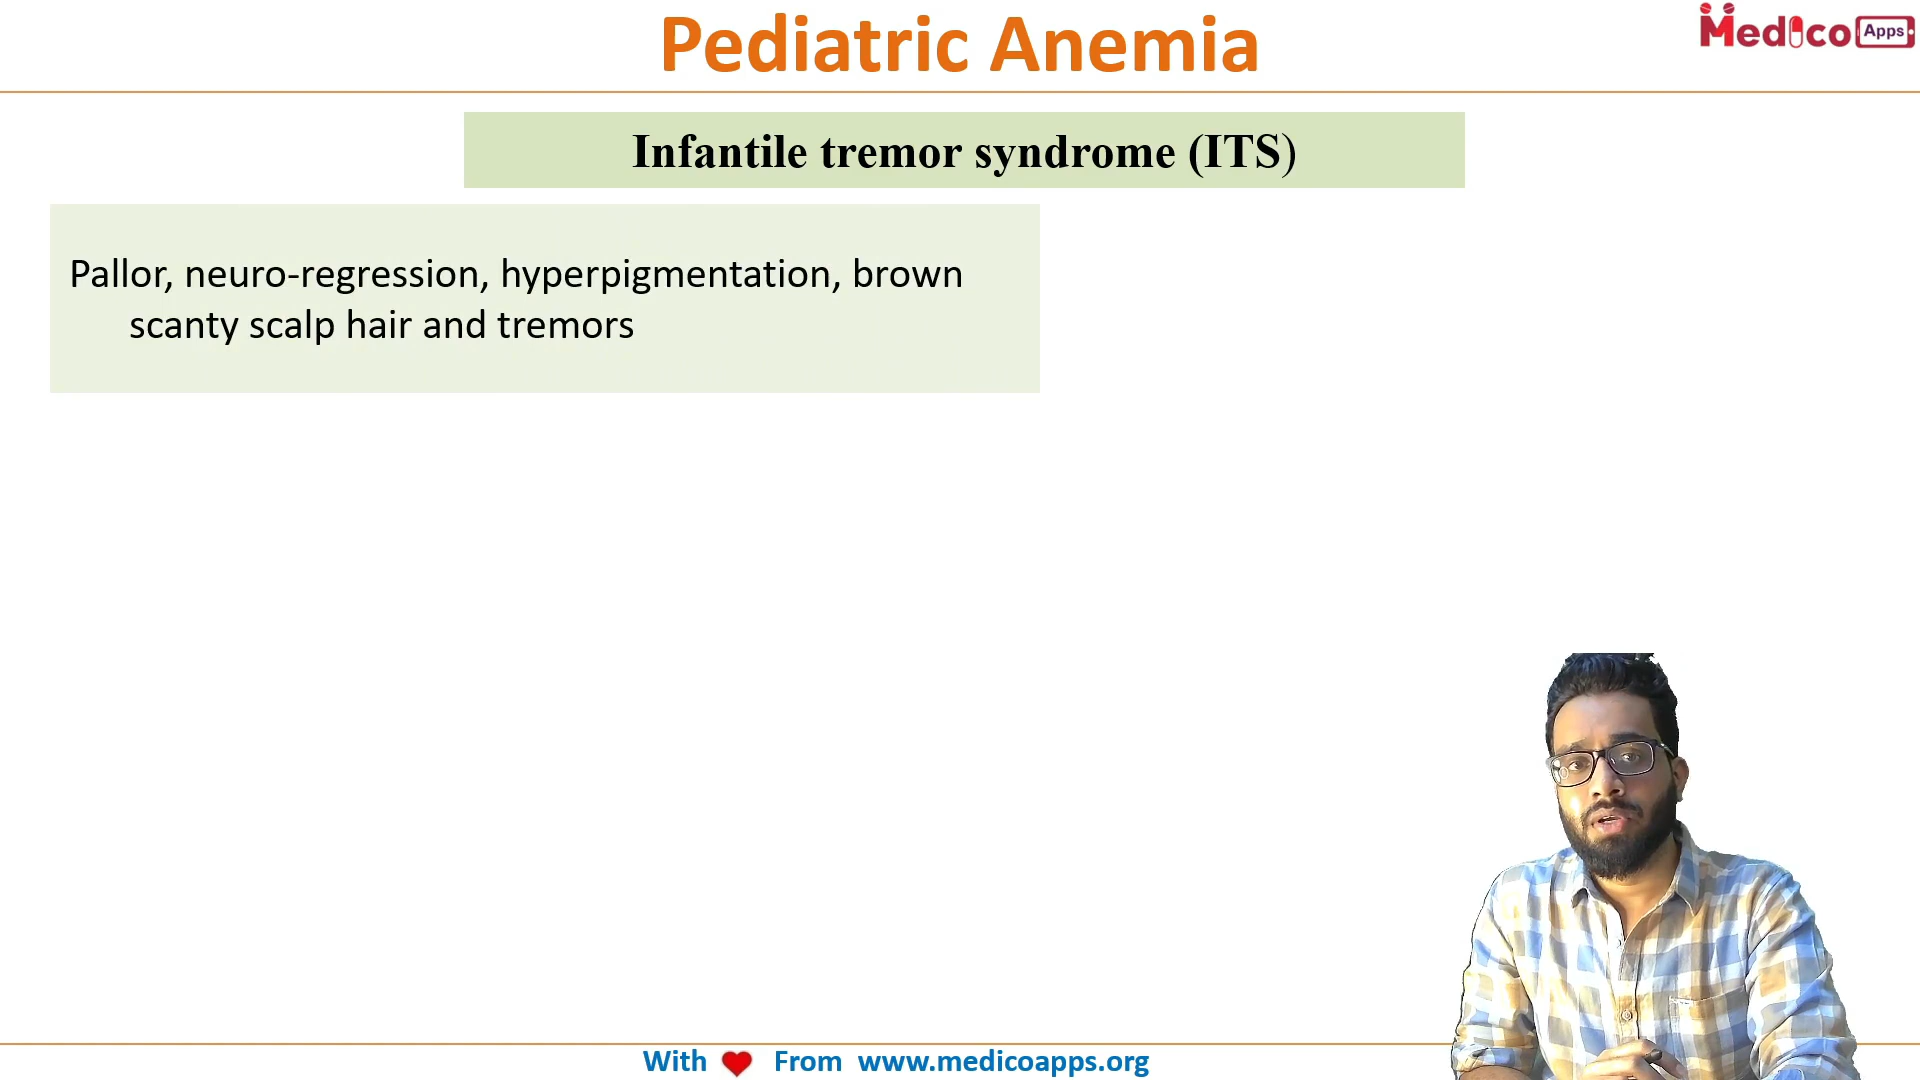 Pediatric Anemia
Medico Apps
Infantile tremor syndrome (ITS)
Pallor, neuro-regression, hyperpigmentation, brown
scanty scalp hair and tremors
With From www.medicoapps.org